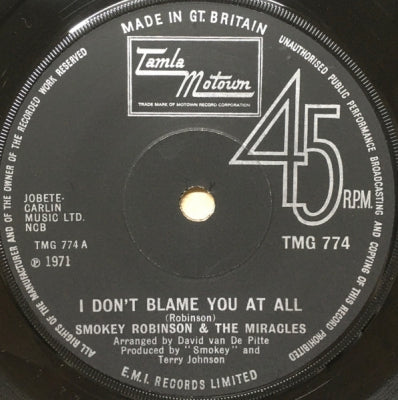 MADE IN GT. BRITAIN
UNAUTHORISED PUBLIC PERFORMANCE BROADCASTING AND COPYING OF THIS RECORD PROHIBITED
ALL RIGHTS OF THE MANUFACTURER AND OF THE OWNER OF THE RECORDED WORK RESERVED
Tamla
Motown
TRADE MARK OF MOTOWN RECORD CORPORATION
45
R.P.M.
JOBETE-
CARLIN
MUSIC LTD.
NCB
TMG 774 A
℗ 1971
TMG 774
I DON'T BLAME YOU AT ALL
(Robinson)
SMOKEY ROBINSON & THE MIRACLES
Arranged by David van De Pitte
Produced by "Smokey" and
Terry Johnson
E.M.I. RECORDS LIMITED